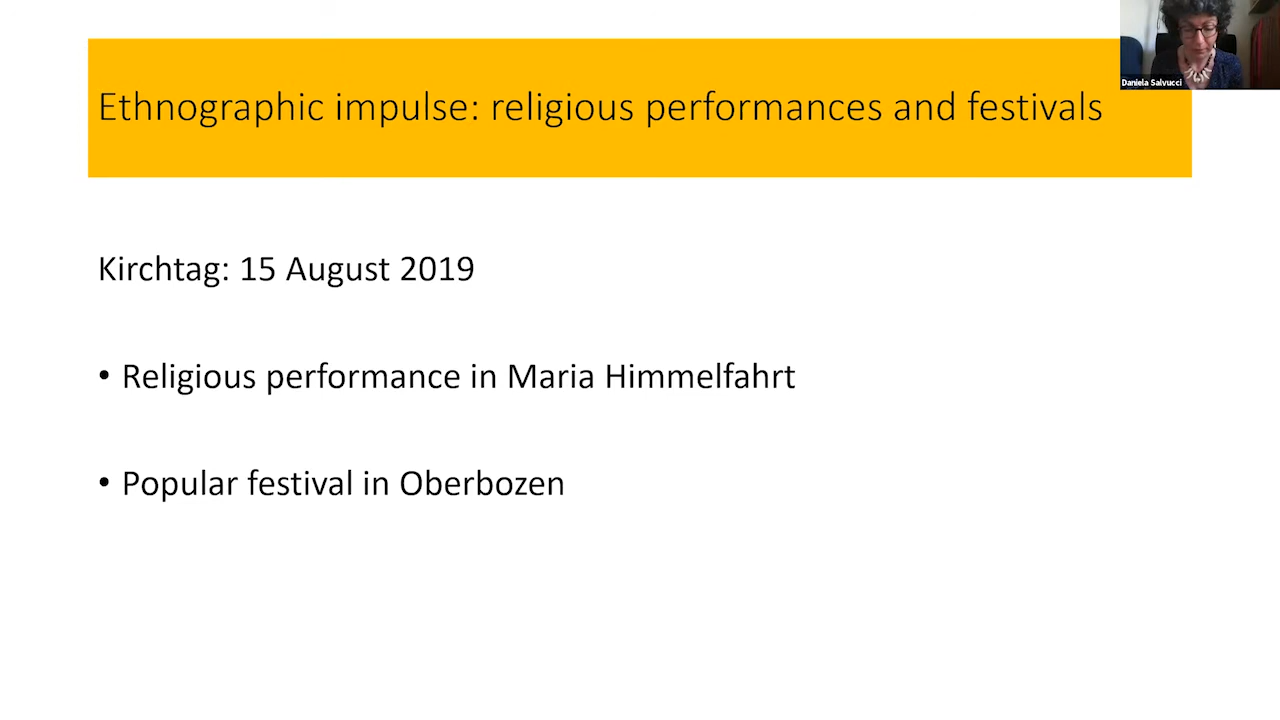 Ethnographic impulse: religious performances and festivals
Daniela Salvucci
Kirchtag: 15 August 2019
• Religious performance in Maria Himmelfahrt
• Popular festival in Oberbozen